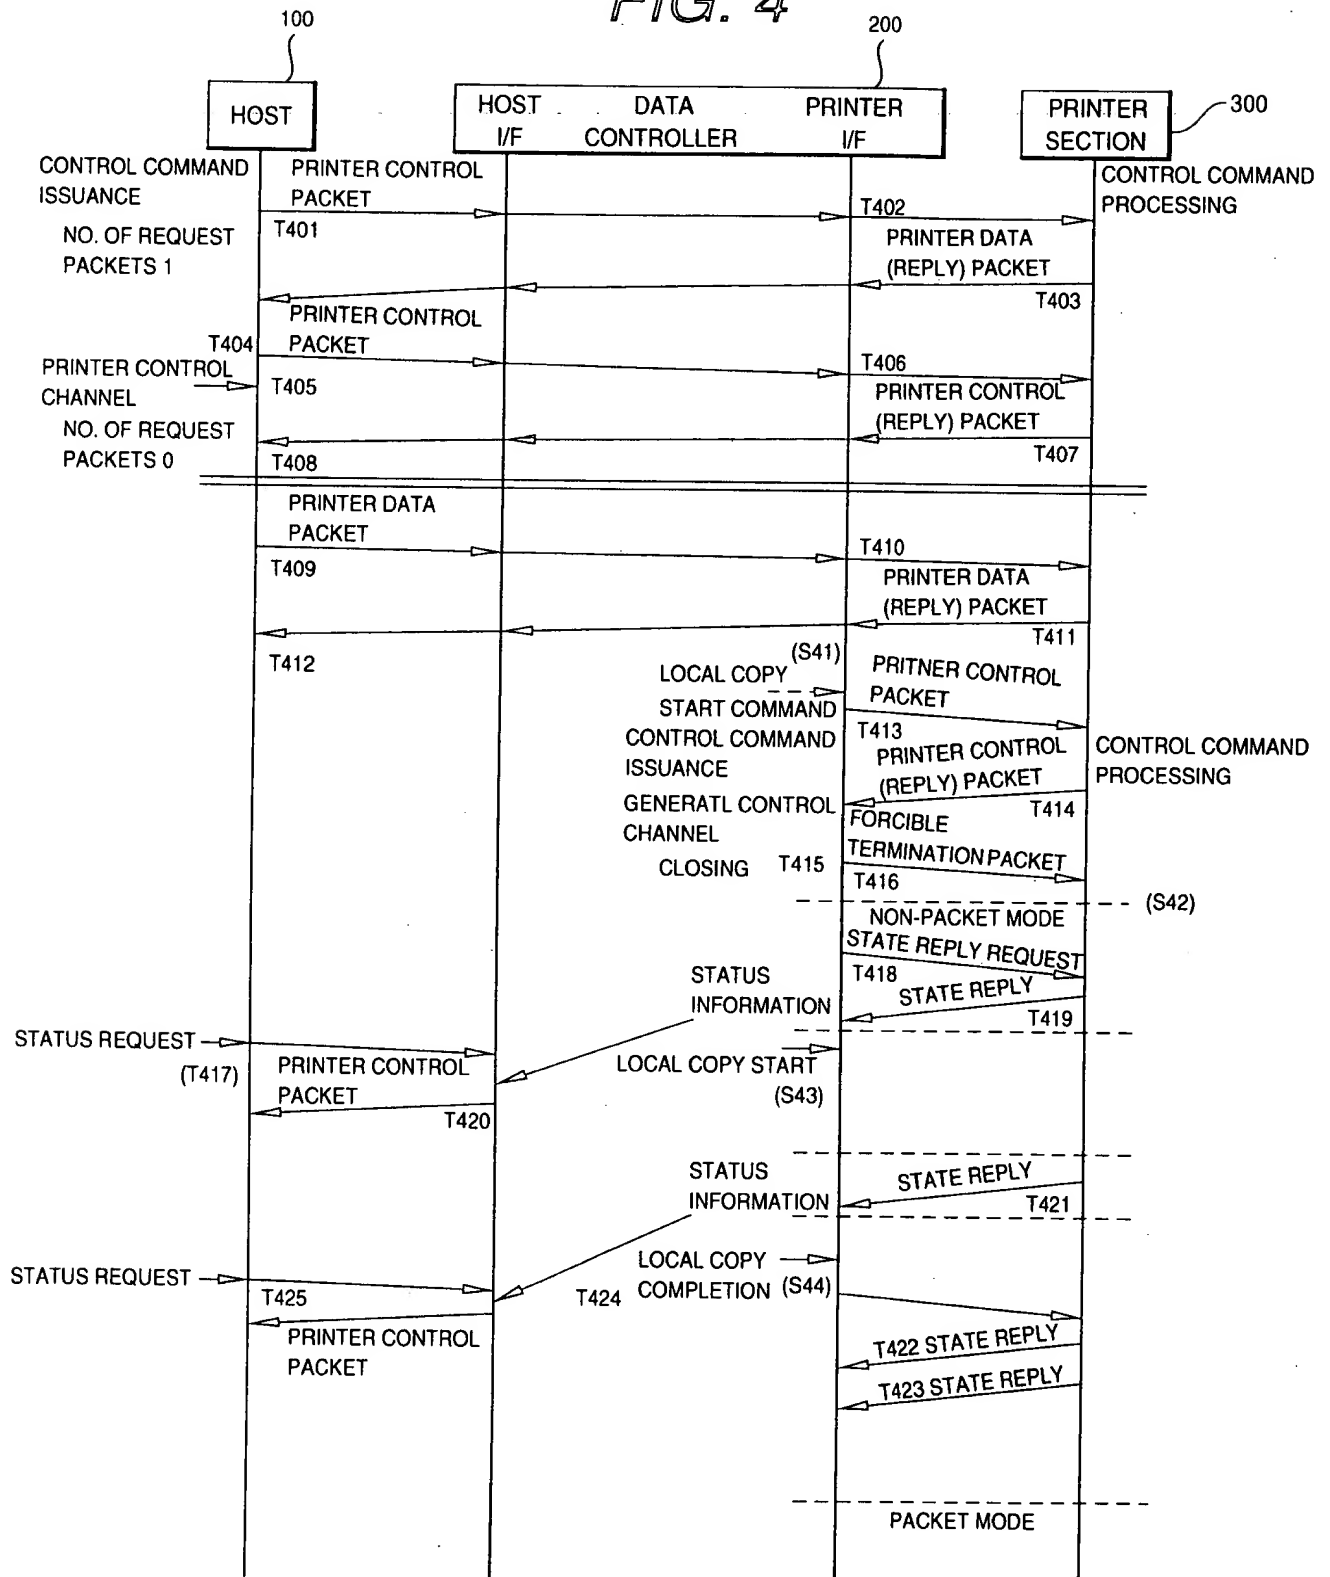 FIG. 4
100
200
HOST
HOST I/F
DATA CONTROLLER
PRINTER I/F
PRINTER SECTION
300
CONTROL COMMAND
ISSUANCE
PRINTER CONTROL
PACKET
CONTROL COMMAND
PROCESSING
T401
T402
NO. OF REQUEST
PACKETS 1
PRINTER DATA
(REPLY) PACKET
T403
PRINTER CONTROL
PACKET
T404
PRINTER CONTROL
CHANNEL
T405
T406
PRINTER CONTROL
(REPLY) PACKET
NO. OF REQUEST
PACKETS 0
T408
T407
PRINTER DATA
PACKET
T409
T410
PRINTER DATA
(REPLY) PACKET
T411
T412
(S41)
LOCAL COPY
START COMMAND
PRITNER CONTROL
PACKET
T413
CONTROL COMMAND
ISSUANCE
PRINTER CONTROL
(REPLY) PACKET
CONTROL COMMAND
PROCESSING
T414
GENERATL CONTROL
CHANNEL
CLOSING
T415
FORCIBLE
TERMINATION PACKET
T416
(S42)
NON-PACKET MODE
STATE REPLY REQUEST
T418
STATUS
INFORMATION
STATE REPLY
T419
STATUS REQUEST
(T417)
PRINTER CONTROL
PACKET
T420
LOCAL COPY START
(S43)
STATUS
INFORMATION
STATE REPLY
T421
STATUS REQUEST
T425
LOCAL COPY
COMPLETION
(S44)
T424
PRINTER CONTROL
PACKET
T422 STATE REPLY
T423 STATE REPLY
PACKET MODE